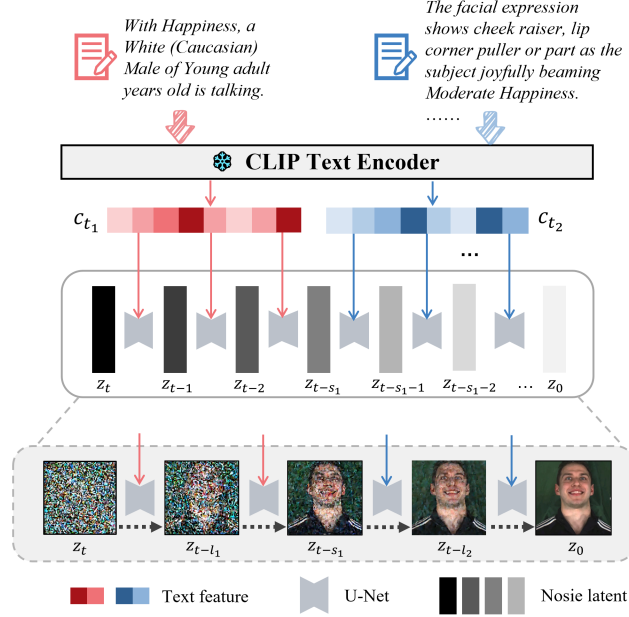 With Happiness, a
White (Caucasian)
Male of Young adult
years old is talking.
The facial expression
shows cheek raiser, lip
corner puller or part as the
subject joyfully beaming
Moderate Happiness.
……
CLIP Text Encoder
c_{t_1}
c_{t_2}
...
z_t
z_{t-1}
z_{t-2}
z_{t-s_1}
z_{t-s_1-1}
z_{t-s_1-2}
...
z_0
z_t
z_{t-l_1}
z_{t-s_1}
z_{t-l_2}
z_0
Text feature
U-Net
Nosie latent